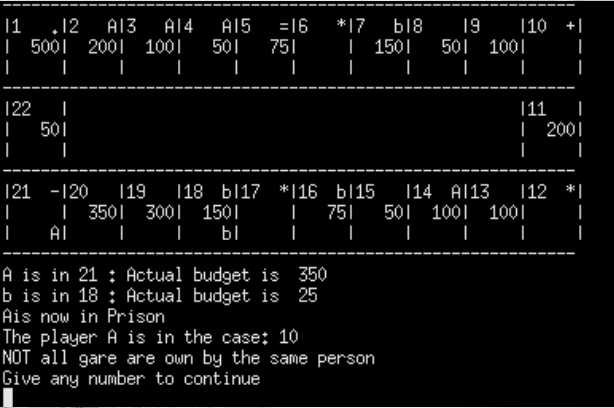 ---------------------------------------------------------
|1   .|2   A|3   A|4   A|5   =|6   *|7   b|8    |9    |10  +|
|  500|  200|  100|   50|   75|     |  150|   50|  100|     |
|     |     |     |     |     |     |     |     |     |     |
---------------------------------------------------------
|22   |                                               |11   |
|   50|                                               |  200|
|     |                                               |     |
---------------------------------------------------------
|21  -|20   |19   |18  b|17  *|16  b|15   |14  A|13   |12  *|
|     |  350|  300|  150|     |   75|   50|  100|  100|     |
|    A|     |     |    b|     |     |     |     |     |     |
---------------------------------------------------------
A is in 21 : Actual budget is  350
b is in 18 : Actual budget is  25
Ais now in Prison
The player A is in the case: 10
NOT all gare are own by the same person
Give any number to continue